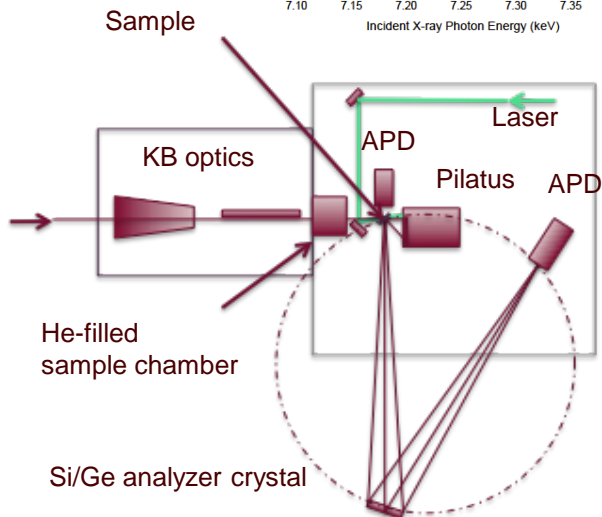 7.10 7.15 7.20 7.25 7.30 7.35
Incident X-ray Photon Energy (keV)
Sample
Laser
APD
KB optics
Pilatus
APD
He-filled
sample chamber
Si/Ge analyzer crystal